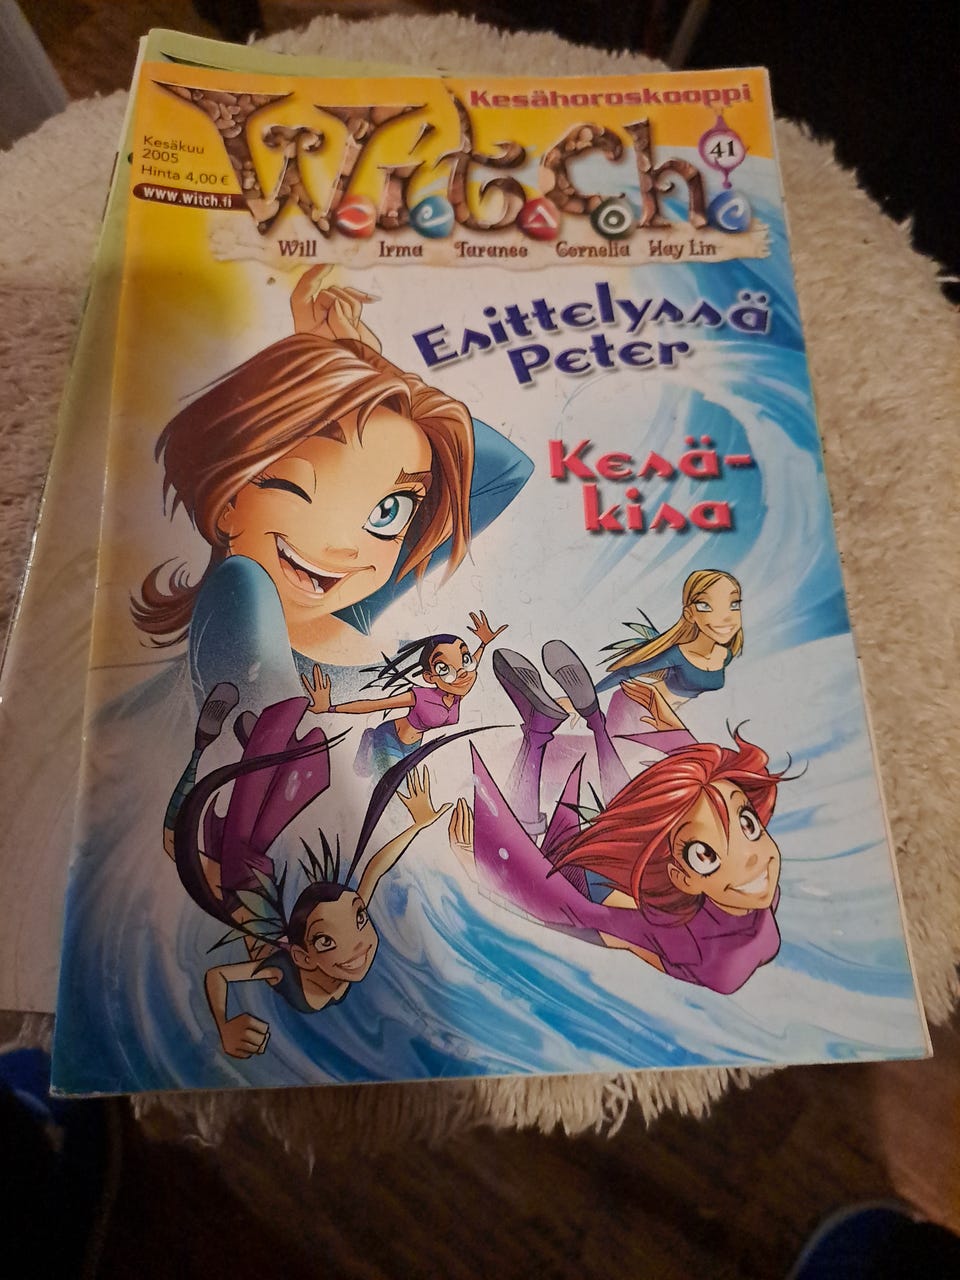 Kesähoroskooppi
Kesäkuu
2005
Hinta 4,00 €
www.witch.fi
W.i.t.c.h.
41
Will Irma Taranee Cornelia Hay Lin
Esittelyssä
Peter
Kesä-
kisa